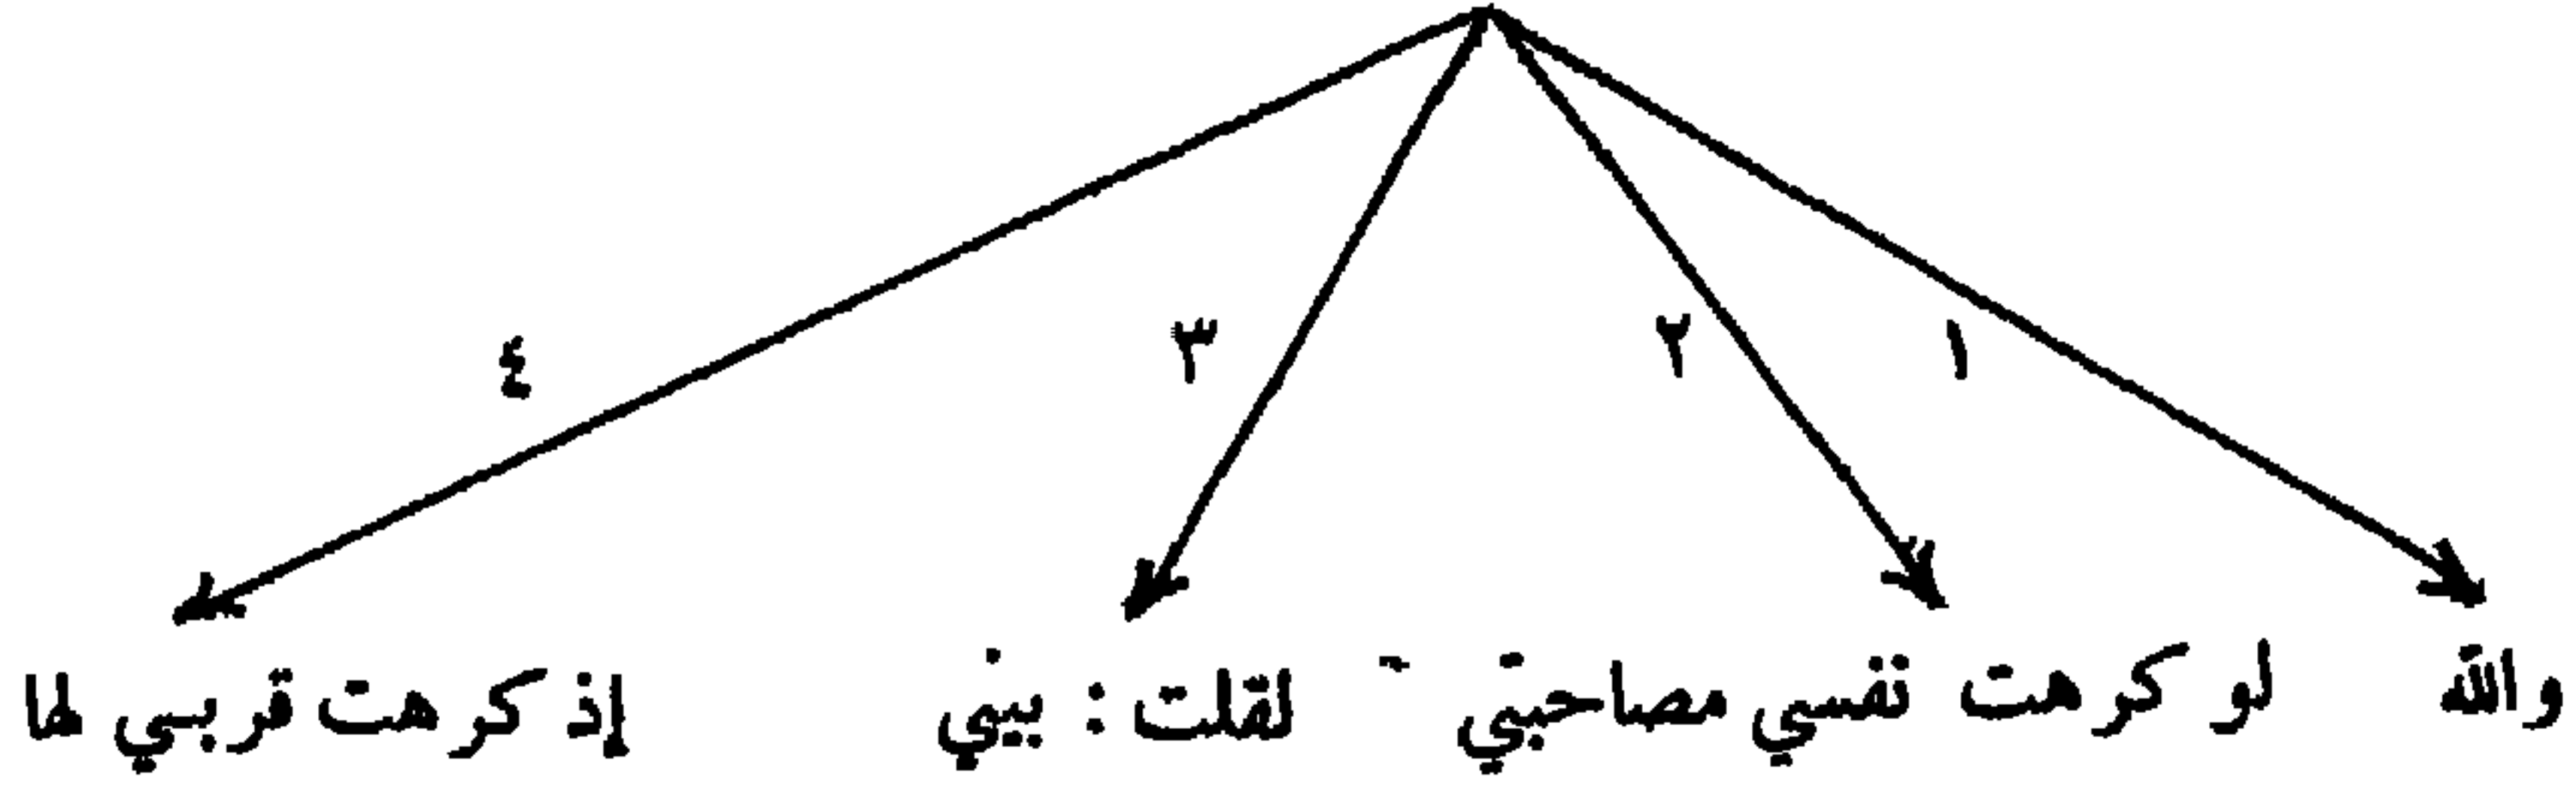 ١ ٢ ٣ ٤
والله لو كرهت نفسي مصاحبتي لقلت : بيني إذ كرهت قربي لها